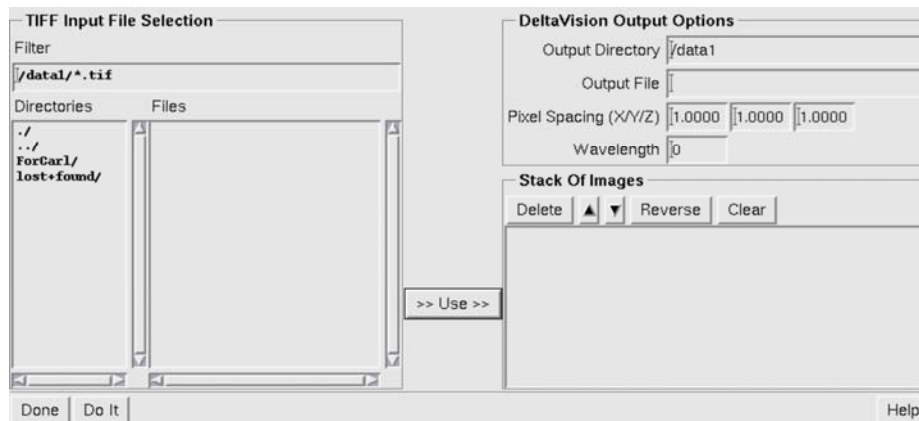 TIFF Input File Selection
Filter
/data1/*.tif
Directories Files
./
../
ForCarl/
lost+found/
>> Use >>
DeltaVision Output Options
Output Directory /data1
Output File
Pixel Spacing (X/Y/Z) 1.0000 1.0000 1.0000
Wavelength 0
Stack Of Images
Delete ▲ ▼ Reverse Clear
Done Do It Help